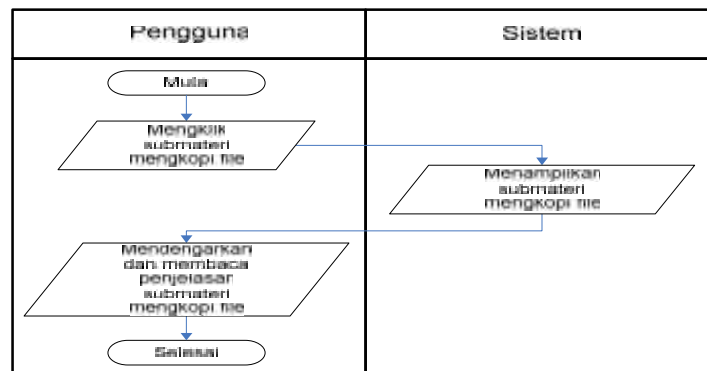 Pengguna
Sistem
Mulai
Mengklik
submateri
mengkopi file
Menampilkan
submateri
mengkopi file
Mendengarkan
dan membaca
penjelasan
submateri
mengkopi file
Selesai